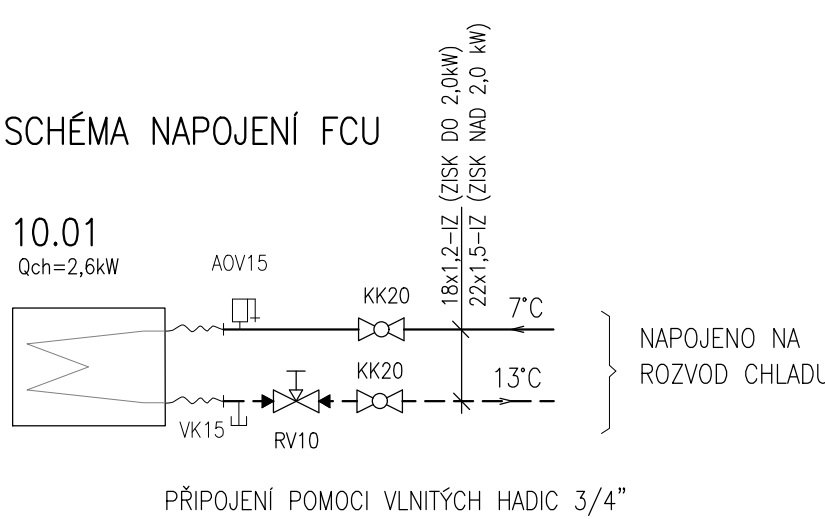 SCHÉMA NAPOJENÍ FCU
18x1,2-IZ (ZISK DO 2,0kW)
22x1,5-IZ (ZISK NAD 2,0 kW)
10.01
Qch=2,6kW
AOV15
KK20
7°C
NAPOJENO NA
ROZVOD CHLADU
KK20
13°C
VK15
RV10
PŘIPOJENÍ POMOCI VLNITÝCH HADIC 3/4"